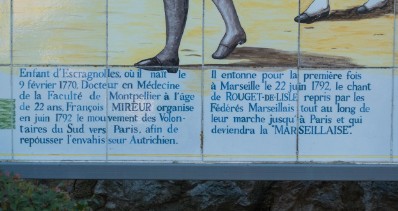 Enfant d'Escragnolles, où il naît le
9 février 1770. Docteur en Médecine
de la Faculté de Montpellier à l'âge
de 22 ans, François MIREUR organise
en juin 1792 le mouvement des Volon-
taires du Sud vers Paris, afin de
repousser l'envahisseur Autrichien.
Il entonne pour la première fois
à Marseille le 22 juin 1792, le chant
de ROUGET-DE-LISLE repris par les
Fédérés Marseillais tout au long de
leur marche jusqu'à Paris et qui
deviendra la "MARSEILLAISE".